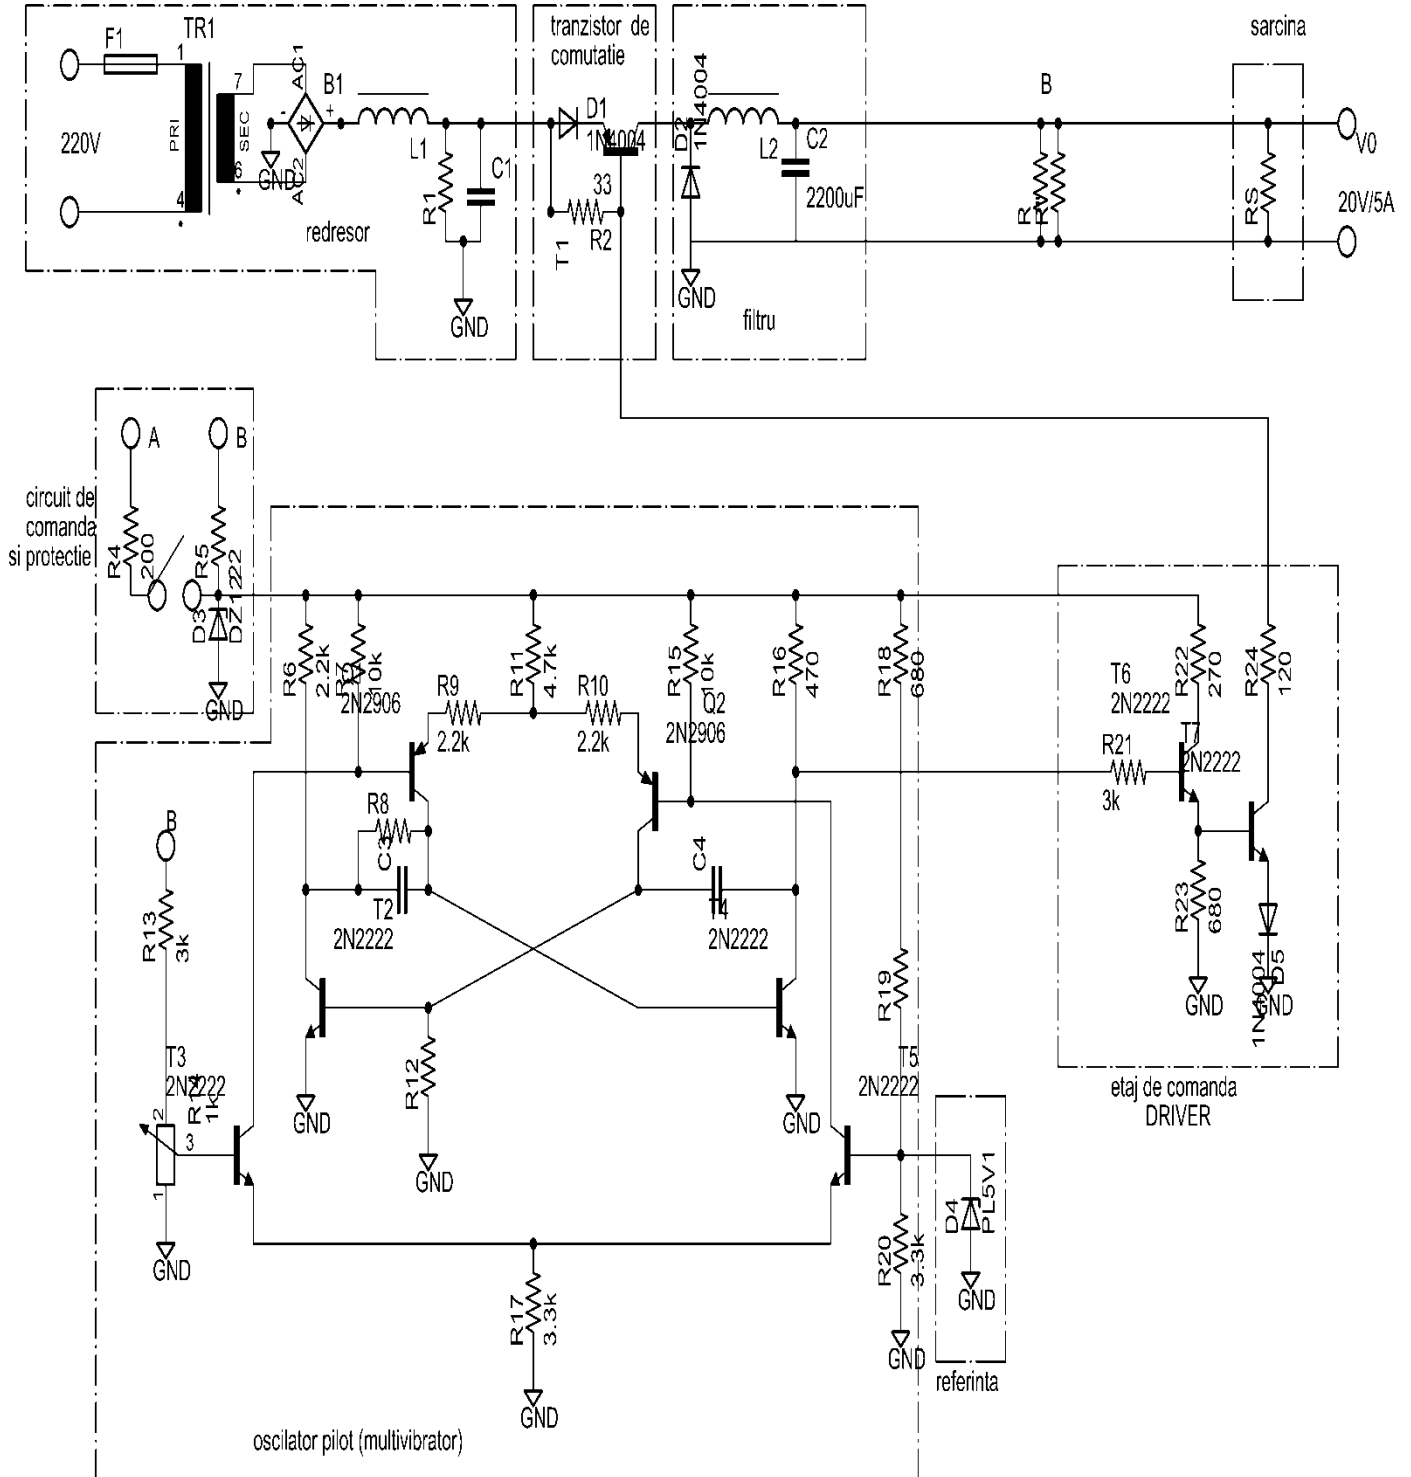 F1
TR1
1
4
PRI
7
6
SEC
220V
AC1
AC2
B1
-
+
GND
redresor
L1
R1
C1
GND
tranzistor de
comutatie
D1
1N4004
33
R2
T1
D2
1N4004
L2
C2
2200uF
GND
filtru
B
R
sarcina
RS
V0
20V/5A
circuit de
comanda
si protectie
A
B
R4
200
R5
22
D3
DZ12
GND
R6
2.2k
10k
2N2906
R9
2.2k
R11
4.7k
R10
2.2k
R15
10k
Q2
2N2906
R16
470
R18
680
R8
C3
T2
2N2222
C4
T4
2N2222
B
R13
3k
T3
2N2222
R14
1k
2
3
1
GND
GND
R12
GND
GND
R19
T5
2N2222
R20
3.3k
GND
R17
3.3k
GND
D4
PL5V1
GND
referinta
oscilator pilot (multivibrator)
T6
2N2222
R22
270
R24
120
R21
3k
T7
2N2222
R23
680
GND
1N4004
D5
GND
etaj de comanda
DRIVER